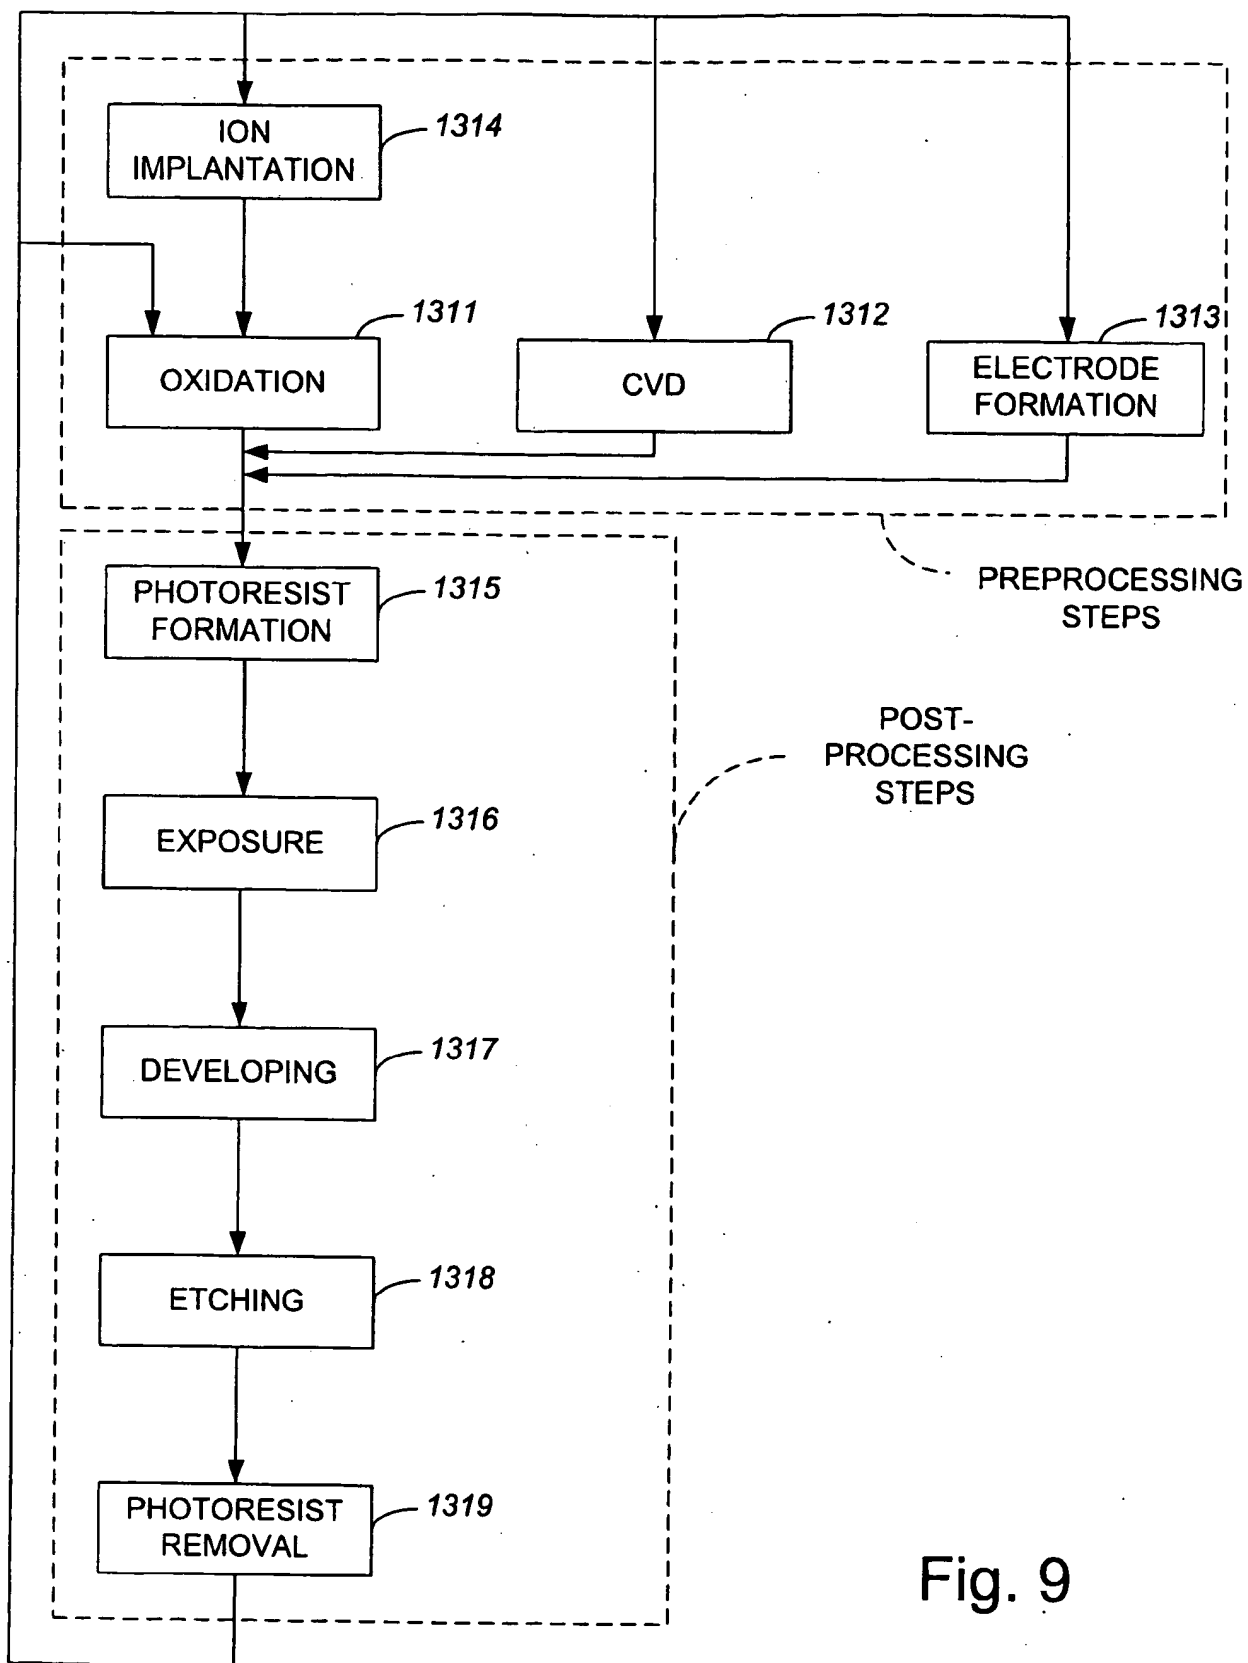 ION
IMPLANTATION
1314
1311
OXIDATION
1312
CVD
1313
ELECTRODE
FORMATION
PREPROCESSING
STEPS
PHOTORESIST
FORMATION
1315
POST-
PROCESSING
STEPS
EXPOSURE
1316
DEVELOPING
1317
ETCHING
1318
PHOTORESIST
REMOVAL
1319
Fig. 9